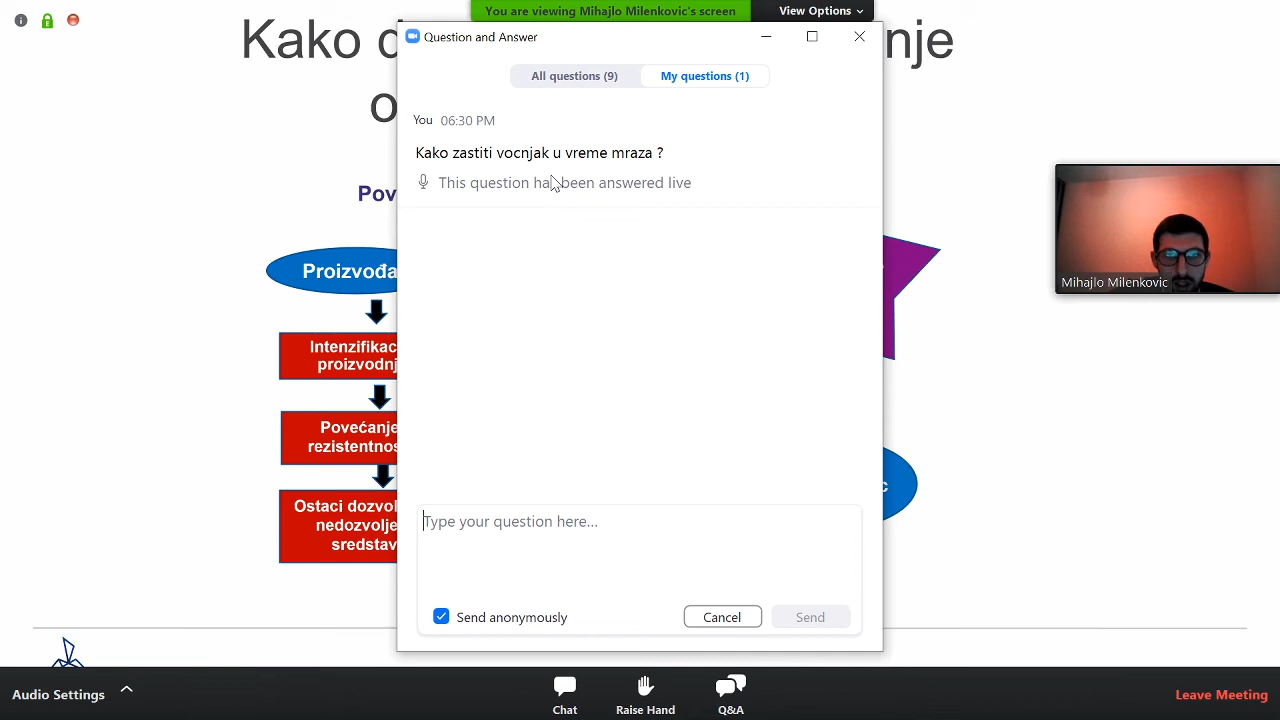 You are viewing Mihajlo Milenkovic's screen
View Options
Kako
nje
o
Question and Answer
All questions (9)
My questions (1)
You 06:30 PM
Kako zastiti vocnjak u vreme mraza ?
This question has been answered live
Pov
Proizvođa
Intenzifikac
proizvodnj
Povećanje
rezistentnos
Ostaci dozvol
nedozvolje
sredstav
c
Mihajlo Milenkovic
Type your question here...
Send anonymously
Cancel
Send
Audio Settings
Chat
Raise Hand
Q&A
Leave Meeting